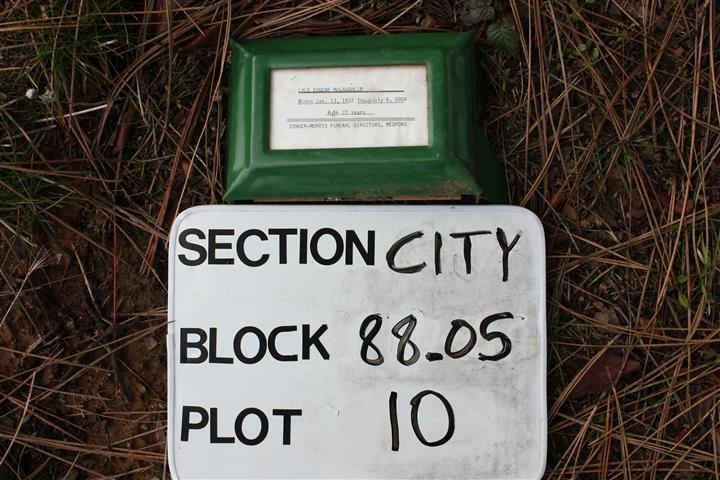 LYLE EUGENE McLAUGHLIN
Born Jan. 13, 1932 Died July 6, 2009
Age 77 Years
CONGER-MORRIS FUNERAL DIRECTORS, MEDFORD
SECTION CITY
BLOCK 88.05
PLOT 10